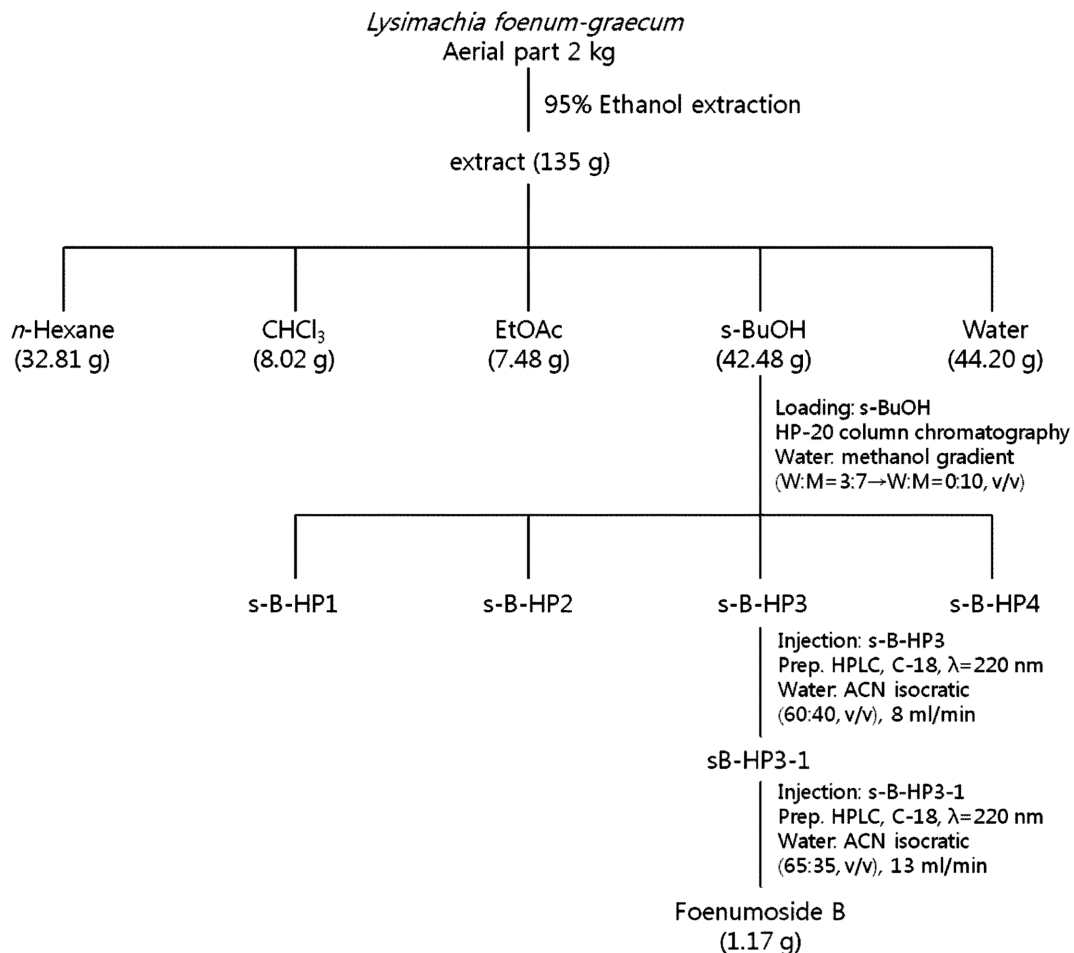 Lysimachia foenum-graecum
Aerial part 2 kg
95% Ethanol extraction
extract (135 g)
n-Hexane
(32.81 g)
CHCl₃
(8.02 g)
EtOAc
(7.48 g)
s-BuOH
(42.48 g)
Water
(44.20 g)
Loading: s-BuOH
HP-20 column chromatography
Water: methanol gradient
(W:M=3:7→W:M=0:10, v/v)
s-B-HP1
s-B-HP2
s-B-HP3
s-B-HP4
Injection: s-B-HP3
Prep. HPLC, C-18, λ=220 nm
Water: ACN isocratic
(60:40, v/v), 8 ml/min
sB-HP3-1
Injection: s-B-HP3-1
Prep. HPLC, C-18, λ=220 nm
Water: ACN isocratic
(65:35, v/v), 13 ml/min
Foenumoside B
(1.17 g)